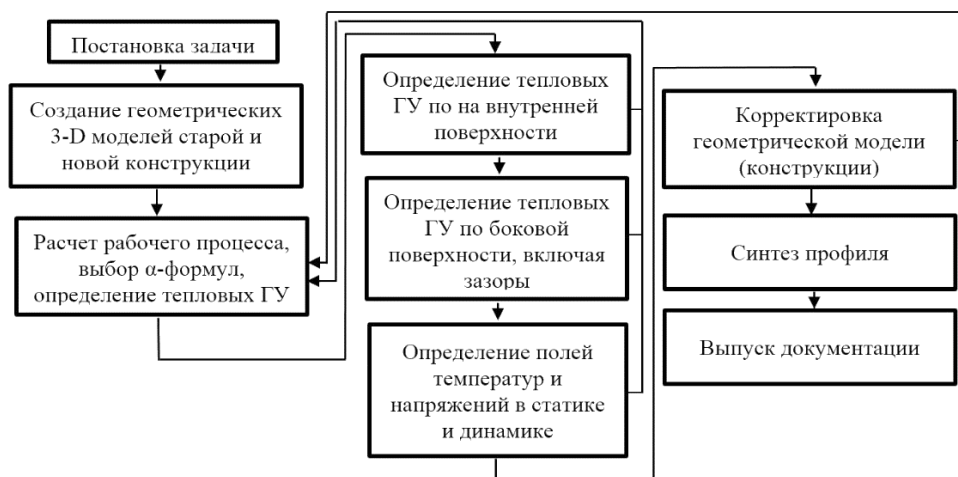 Постановка задачи
Создание геометрических
3-D моделей старой и
новой конструкции
Расчет рабочего процесса,
выбор α-формул,
определение тепловых ГУ
Определение тепловых
ГУ по на внутренней
поверхности
Определение тепловых
ГУ по боковой
поверхности, включая
зазоры
Определение полей
температур и
напряжений в статике
и динамике
Корректировка
геометрической модели
(конструкции)
Синтез профиля
Выпуск документации